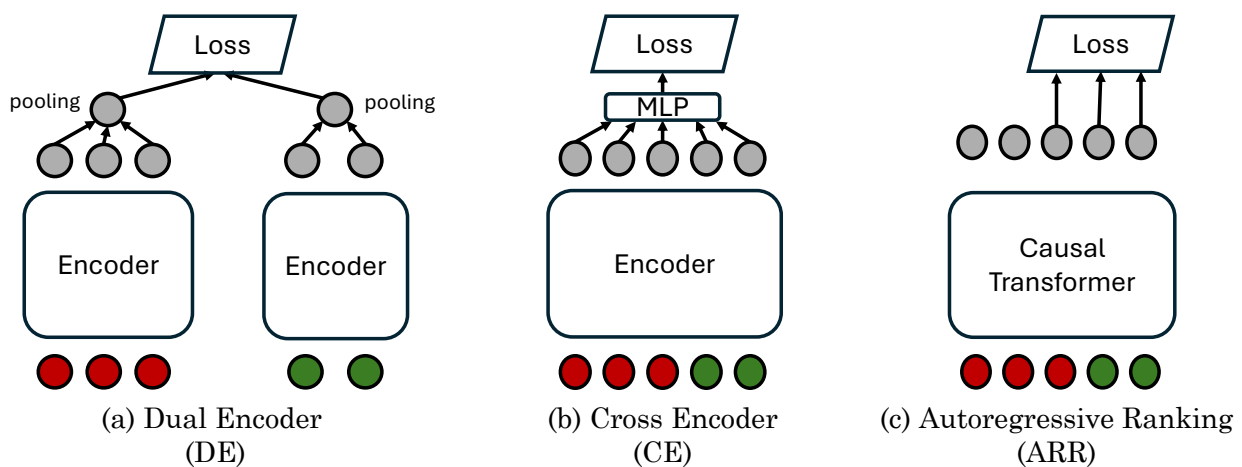 Loss
pooling
pooling
Encoder
Encoder
(a) Dual Encoder
(DE)
Loss
MLP
Encoder
(b) Cross Encoder
(CE)
Loss
Causal
Transformer
(c) Autoregressive Ranking
(ARR)